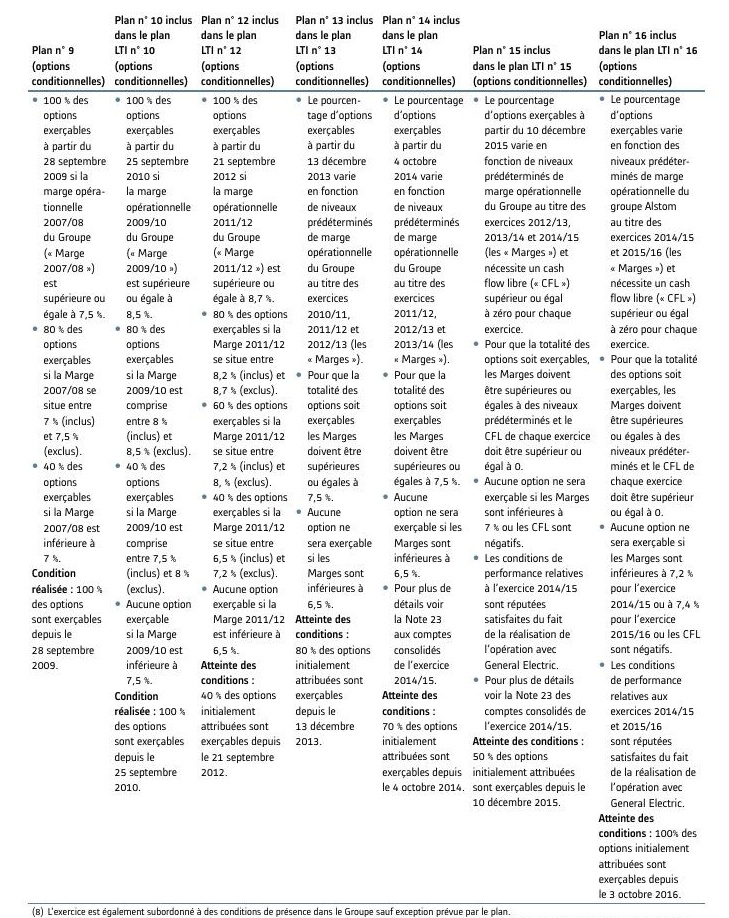 Plan n° 9
(options
conditionnelles)
• 100 % des
options
exerçables
à partir du
28 septembre
2009 si la
marge opéra-
tionnelle
2007/08
du Groupe
(« Marge
2007/08 »)
est
supérieure ou
égale à 7,5 %.
• 80 % des
options
exerçables
si la Marge
2007/08 se
situe entre
7 % (inclus)
et 7,5 %
(exclus).
• 40 % des
options
exerçables
si la Marge
2007/08 est
inférieure à
7 %.
Condition
réalisée : 100 %
des options
sont exerçables
depuis le
28 septembre
2009.
Plan n° 10 inclus
dans le plan
LTI n° 10
(options
conditionnelles)
• 100 % des
options
exerçables
à partir du
25 septembre
2010 si
la marge
opérationnelle
2009/10
du Groupe
(« Marge
2009/10 »)
est supérieure
ou égale à
8,5 %.
• 80 % des
options
exerçables
si la Marge
2009/10 est
comprise
entre 8 %
(inclus) et
8,5 % (exclus).
• 40 % des
options
exerçables
si la Marge
2009/10 est
comprise
entre 7,5 %
(inclus) et 8 %
(exclus).
• Aucune option
exerçable
si la Marge
2009/10 est
inférieure à
7,5 %.
Condition
réalisée : 100 %
des options
sont exerçables
depuis le
25 septembre
2010.
Plan n° 12 inclus
dans le plan
LTI n° 12
(options
conditionnelles)
• 100 % des
options
exerçables
à partir du
21 septembre
2012 si
la marge
opérationnelle
2011/12
du Groupe
(« Marge
2011/12 ») est
supérieure ou
égale à 8,7 %.
• 80 % des options
exerçables si la
Marge 2011/12
se situe entre
8,2 % (inclus) et
8,7 % (exclus).
• 60 % des options
exerçables si la
Marge 2011/12
se situe entre
7,2 % (inclus) et
8, % (exclus).
• 40 % des options
exerçables si la
Marge 2011/12
se situe entre
6,5 % (inclus) et
7,2 % (exclus).
• Aucune option
exerçable si la
Marge 2011/12
est inférieure à
6,5 %.
Atteinte des
conditions :
40 % des options
initialement
attribuées sont
exerçables depuis
le 21 septembre
2012.
Plan n° 13 inclus
dans le plan
LTI n° 13
(options
conditionnelles)
• Le pourcen-
tage d'options
exerçables
à partir du
13 décembre
2013 varie
en fonction
de niveaux
prédéterminés
de marge
opérationnelle
du Groupe
au titre des
exercices
2010/11,
2011/12 et
2012/13 (les
« Marges »).
• Pour que la
totalité des
options soit
exerçables
les Marges
doivent être
supérieures
ou égales à
7,5 %.
• Aucune
option ne
sera exerçable
si les
Marges sont
inférieures à
6,5 %.
Atteinte des
conditions :
80 % des options
initialement
attribuées sont
exerçables
depuis le
13 décembre
2013.
Plan n° 14 inclus
dans le plan
LTI n° 14
(options
conditionnelles)
• Le pourcentage
d'options
exerçables
à partir du
4 octobre
2014 varie
en fonction
de niveaux
prédéterminés
de marge
opérationnelle
du Groupe
au titre des
exercices
2011/12,
2012/13 et
2013/14 (les
« Marges »).
• Pour que la
totalité des
options soit
exerçables
les Marges
doivent être
supérieures ou
égales à 7,5 %.
• Aucune
option ne sera
exerçable si les
Marges sont
inférieures à
6,5 %.
• Pour plus de
détails voir
la Note 23
aux comptes
consolidés
de l'exercice
2014/15.
Atteinte des
conditions :
70 % des options
initialement
attribuées sont
exerçables depuis
le 4 octobre 2014.
Plan n° 15 inclus
dans le plan LTI n° 15
(options conditionnelles)
• Le pourcentage
d'options exerçables à
partir du 10 décembre
2015 varie en
fonction de niveaux
prédéterminés de
marge opérationnelle
du Groupe au titre des
exercices 2012/13,
2013/14 et 2014/15
(les « Marges ») et
nécessite un cash
flow libre (« CFL »)
supérieur ou égal
à zéro pour chaque
exercice.
• Pour que la totalité des
options soit exerçables,
les Marges doivent
être supérieures ou
égales à des niveaux
prédéterminés et le
CFL de chaque exercice
doit être supérieur ou
égal à 0.
• Aucune option ne sera
exerçable si les Marges
sont inférieures à
7 % ou les CFL sont
négatifs.
• Les conditions de
performance relatives
à l'exercice 2014/15
sont réputées
satisfaites du fait
de la réalisation de
l'opération avec
General Electric.
• Pour plus de détails
voir la Note 23 des
comptes consolidés de
l'exercice 2014/15.
Atteinte des conditions :
50 % des options
initialement attribuées
sont exerçables depuis le
10 décembre 2015.
Plan n° 16 inclus
dans le plan LTI n° 16
(options
conditionnelles)
• Le pourcentage
d'options
exerçables varie
en fonction des
niveaux prédéter-
minés de marge
opérationnelle du
groupe Alstom
au titre des
exercices 2014/15
et 2015/16 (les
« Marges ») et
nécessite un cash
flow libre (« CFL »)
supérieur ou égal
à zéro pour chaque
exercice.
• Pour que la totalité
des options soit
exerçables, les
Marges doivent
être supérieures
ou égales à des
niveaux prédéter-
minés et le CFL de
chaque exercice
doit être supérieur
ou égal à 0.
• Aucune option ne
sera exerçable si
les Marges sont
inférieures à 7,2 %
pour l'exercice
2014/15 ou à 7,4 %
pour l'exercice
2015/16 ou les CFL
sont négatifs.
• Les conditions
de performance
relatives aux
exercices 2014/15
et 2015/16
sont réputées
satisfaites du fait
de la réalisation de
l'opération avec
General Electric.
Atteinte des
conditions : 100% des
options initialement
attribuées sont
exerçables depuis
le 3 octobre 2016.
(8) L'exercice est également subordonné à des conditions de présence dans le Groupe sauf exception prévue par le plan.